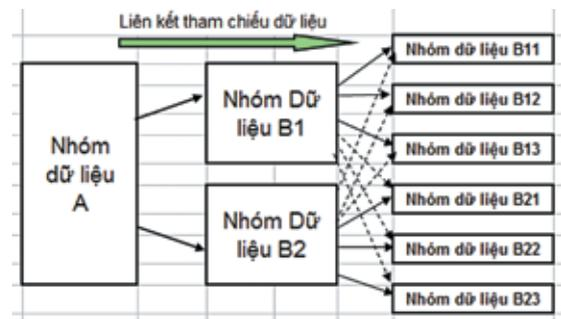 Liên kết tham chiếu dữ liệu
Nhóm
dữ liệu
A
Nhóm Dữ
liệu B1
Nhóm Dữ
liệu B2
Nhóm dữ liệu B11
Nhóm dữ liệu B12
Nhóm dữ liệu B13
Nhóm dữ liệu B21
Nhóm dữ liệu B22
Nhóm dữ liệu B23